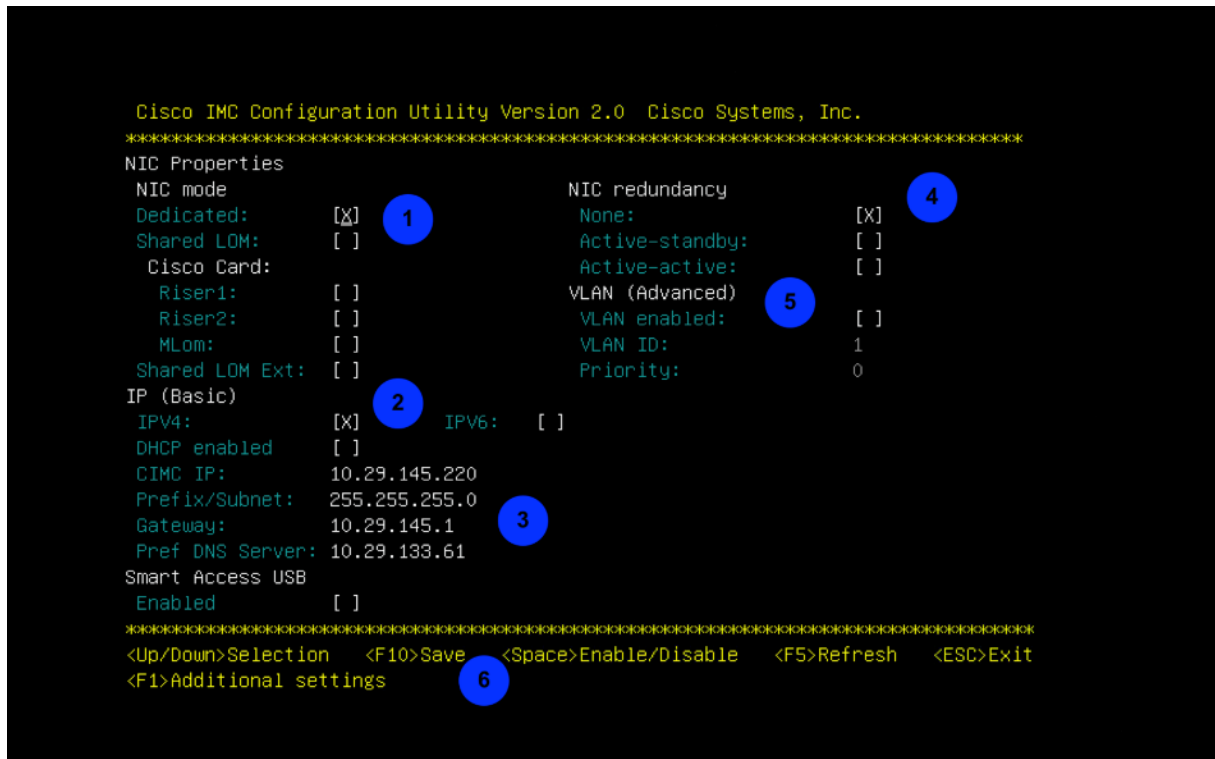 Cisco IMC Configuration Utility Version 2.0 Cisco Systems, Inc.
******************************************************************************
NIC Properties
NIC mode NIC redundancy 4
Dedicated: [X] 1 None: [X]
Shared LOM: [ ] Active-standby: [ ]
Cisco Card: Active-active: [ ]
Riser1: [ ] VLAN (Advanced) 5
Riser2: [ ] VLAN enabled: [ ]
MLom: [ ] VLAN ID: 1
Shared LOM Ext: [ ] Priority: 0
IP (Basic) 2
IPV4: [X] IPV6: [ ]
DHCP enabled [ ]
CIMC IP: 10.29.145.220
Prefix/Subnet: 255.255.255.0
Gateway: 10.29.145.1 3
Pref DNS Server: 10.29.133.61
Smart Access USB
Enabled [ ]
*******************************************************************************
<Up/Down>Selection <F10>Save <Space>Enable/Disable <F5>Refresh <ESC>Exit
<F1>Additional settings 6